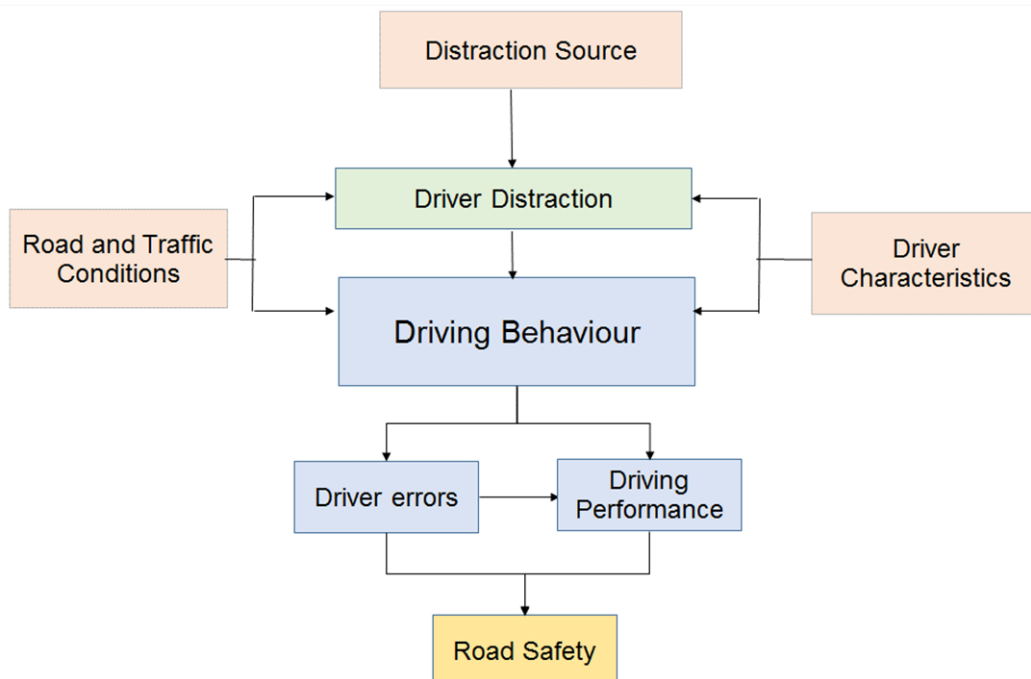 Distraction Source
Driver Distraction
Road and Traffic
Conditions
Driver
Characteristics
Driving Behaviour
Driver errors
Driving
Performance
Road Safety